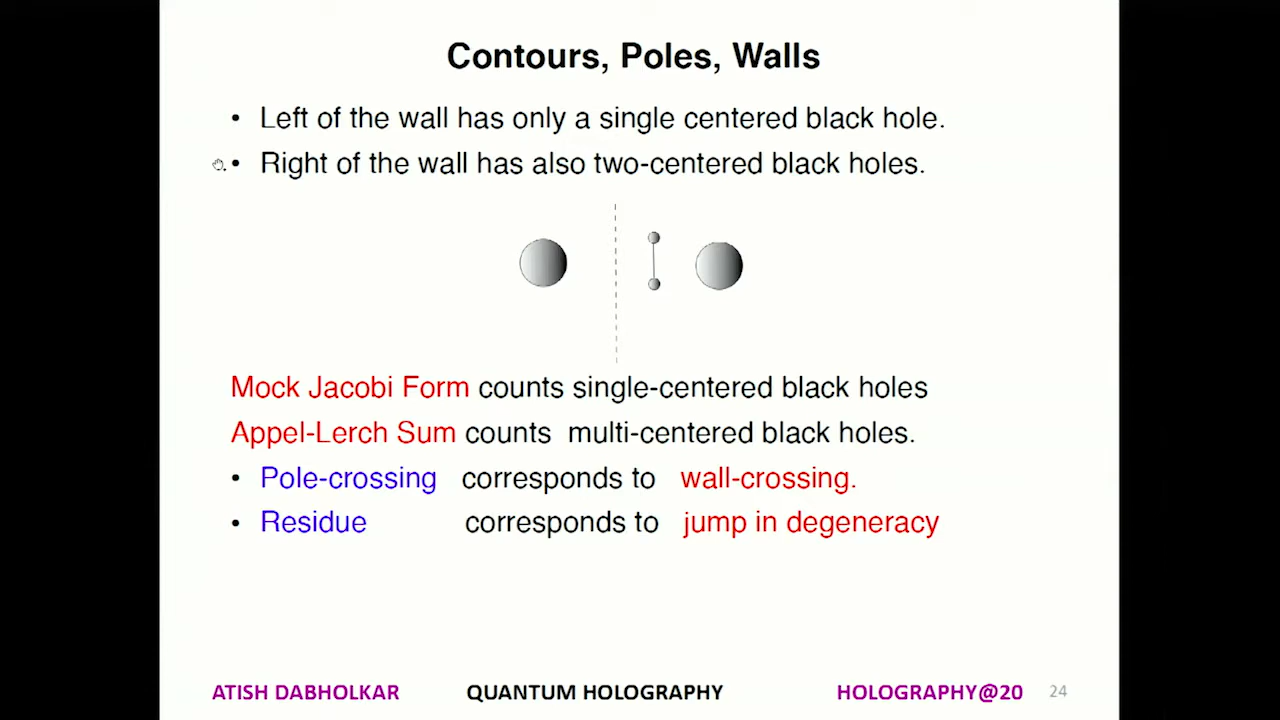 Contours, Poles, Walls
• Left of the wall has only a single centered black hole.
• Right of the wall has also two-centered black holes.
Mock Jacobi Form counts single-centered black holes
Appel-Lerch Sum counts multi-centered black holes.
• Pole-crossing corresponds to wall-crossing.
• Residue corresponds to jump in degeneracy
ATISH DABHOLKAR QUANTUM HOLOGRAPHY HOLOGRAPHY@20 24